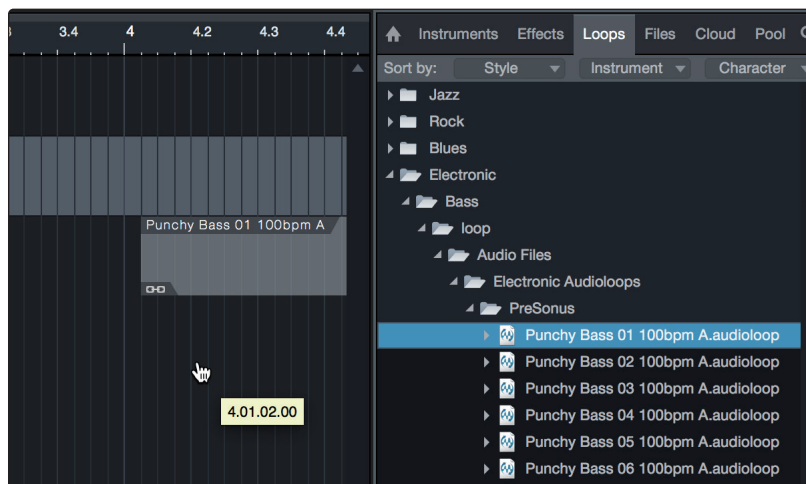 3.4 4 4.2 4.3 4.4
Instruments Effects Loops Files Cloud Pool
Sort by: Style Instrument Character
Jazz
Rock
Blues
Electronic
Bass
loop
Audio Files
Electronic Audioloops
PreSonus
Punchy Bass 01 100bpm A.audioloop
Punchy Bass 02 100bpm A.audioloop
Punchy Bass 03 100bpm A.audioloop
Punchy Bass 04 100bpm A.audioloop
Punchy Bass 05 100bpm A.audioloop
Punchy Bass 06 100bpm A.audioloop
Punchy Bass 01 100bpm A
4.01.02.00